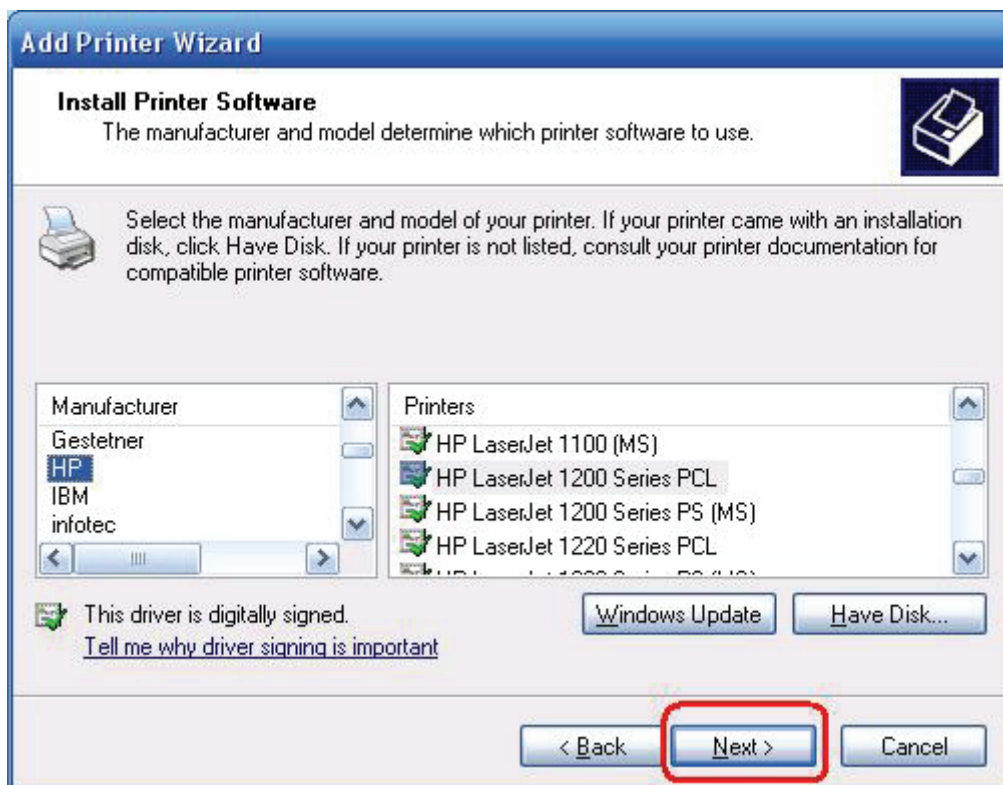 Add Printer Wizard
Install Printer Software
The manufacturer and model determine which printer software to use.
Select the manufacturer and model of your printer. If your printer came with an installation
disk, click Have Disk. If your printer is not listed, consult your printer documentation for
compatible printer software.
Manufacturer
Gestetner
HP
IBM
infotec
Printers
HP LaserJet 1100 (MS)
HP LaserJet 1200 Series PCL
HP LaserJet 1200 Series PS (MS)
HP LaserJet 1220 Series PCL
This driver is digitally signed.
Tell me why driver signing is important
Windows Update
Have Disk...
< Back
Next >
Cancel